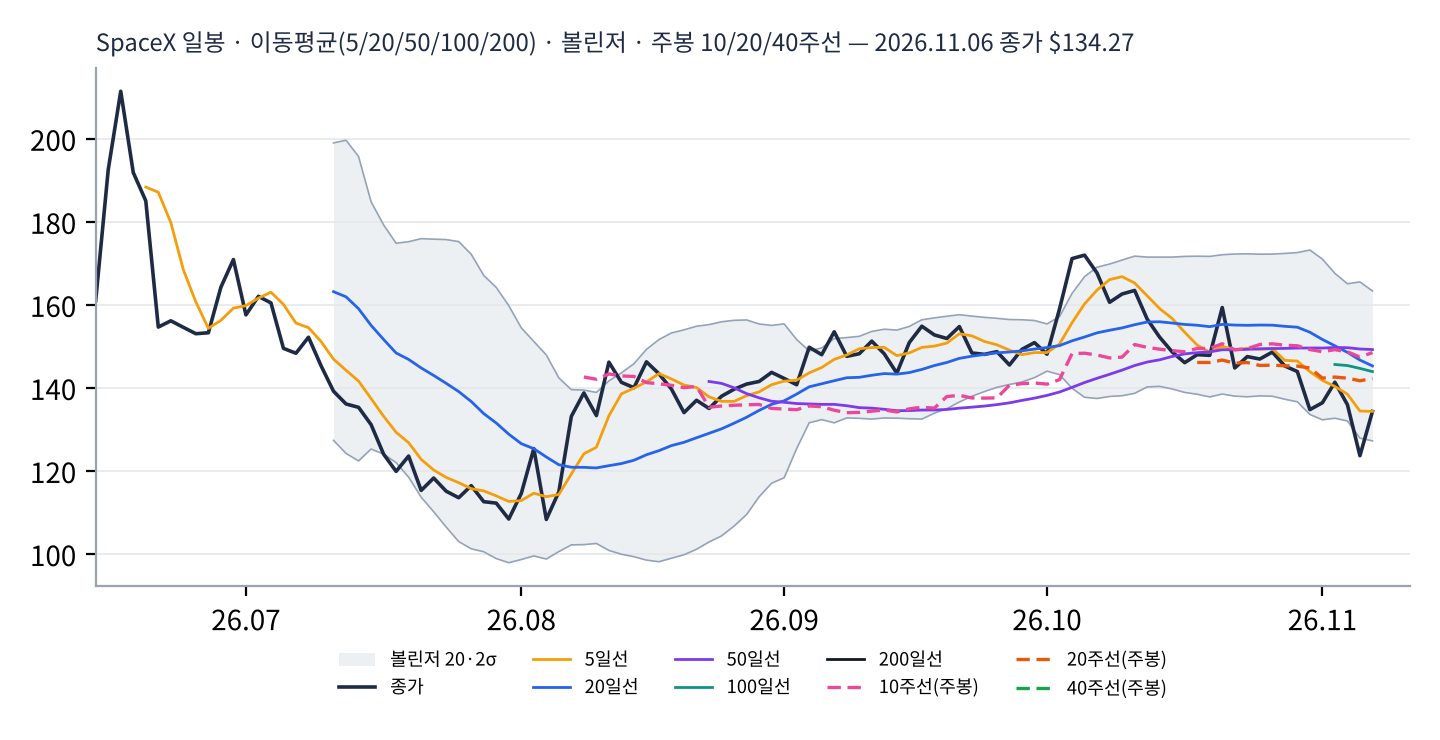 SpaceX 일봉 · 이동평균(5/20/50/100/200) · 볼린저 · 주봉 10/20/40주선 — 2026.11.06 종가 $134.27
200
180
160
140
120
100
26.07 26.08 26.09 26.10 26.11
볼린저 20·2σ 5일선 50일선 200일선 20주선(주봉)
종가 20일선 100일선 10주선(주봉) 40주선(주봉)